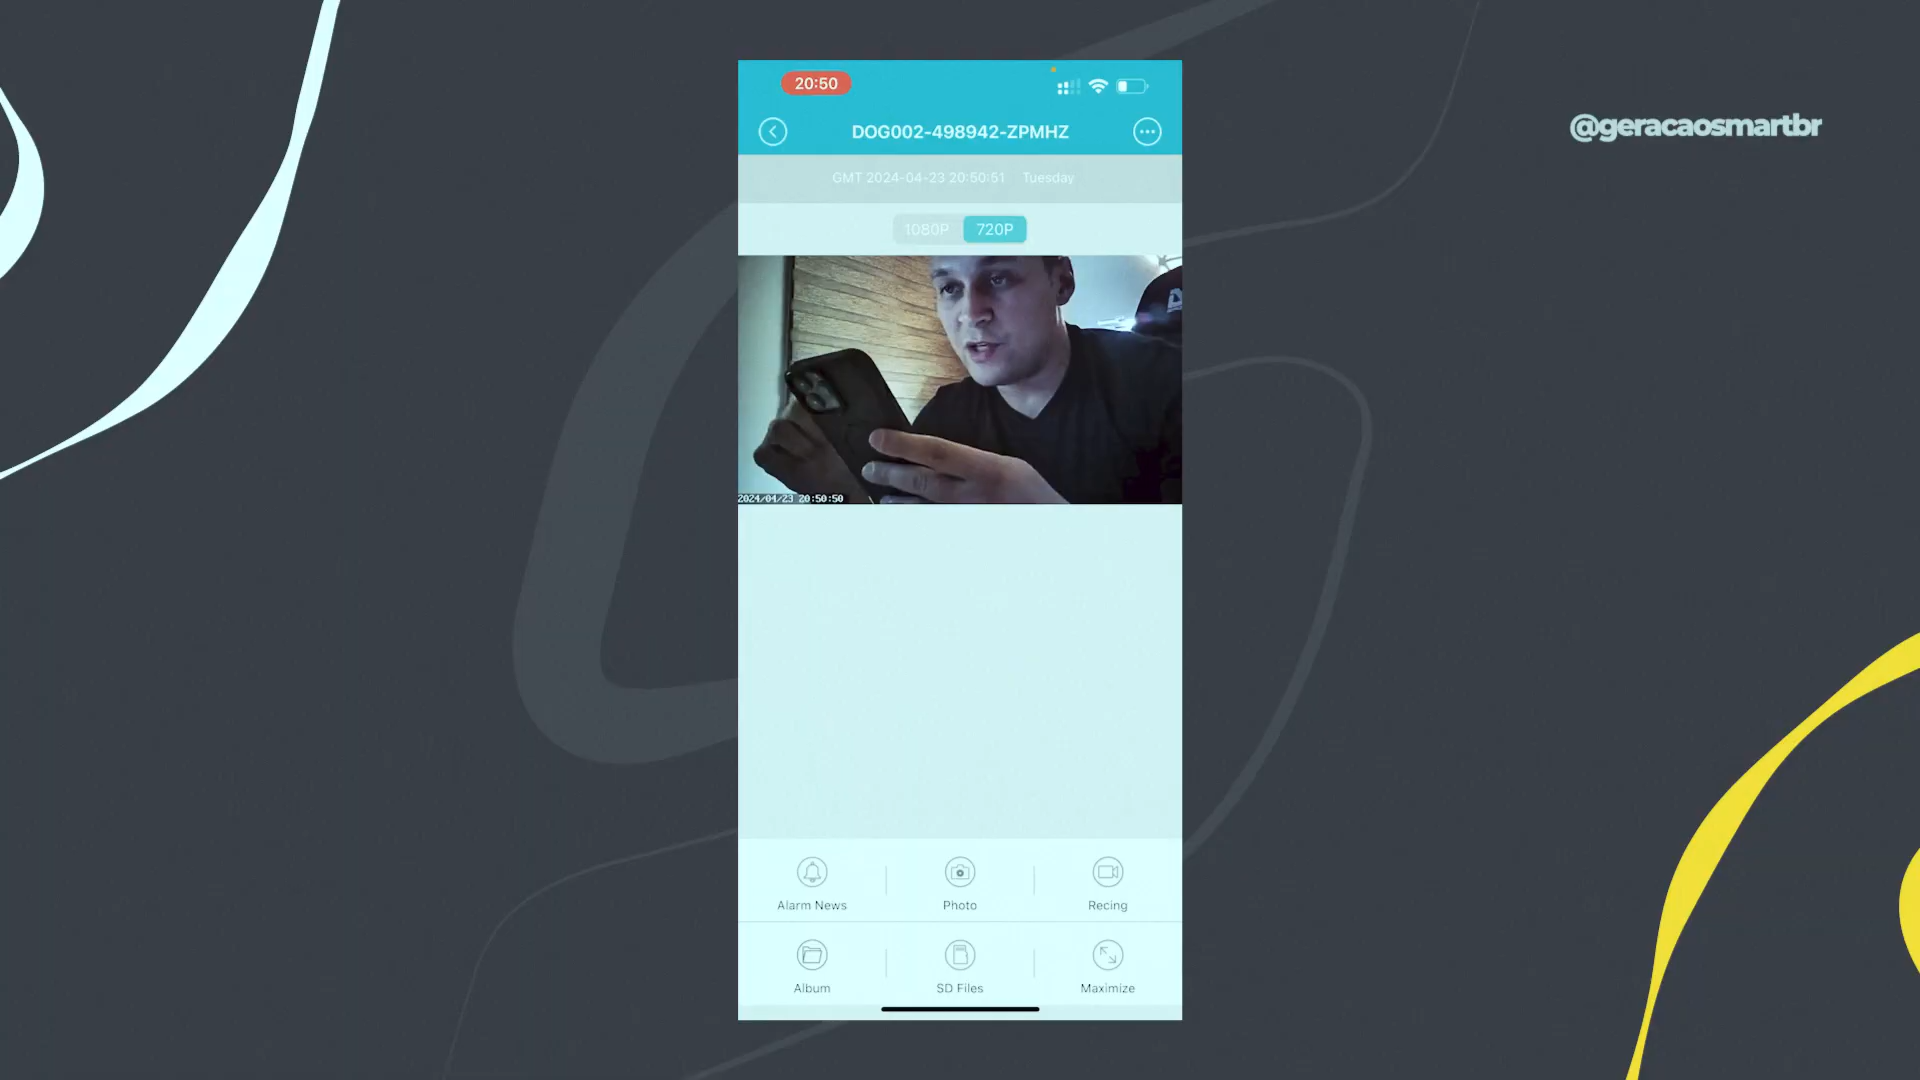 20:50
@geracaosmartbr
DOG002-498942-ZPMHZ
GMT 2024-04-23 20:50:51 Tuesday
1080P 720P
2024/04/23 20:50:50
Alarm News Photo Recing
Album SD Files Maximize